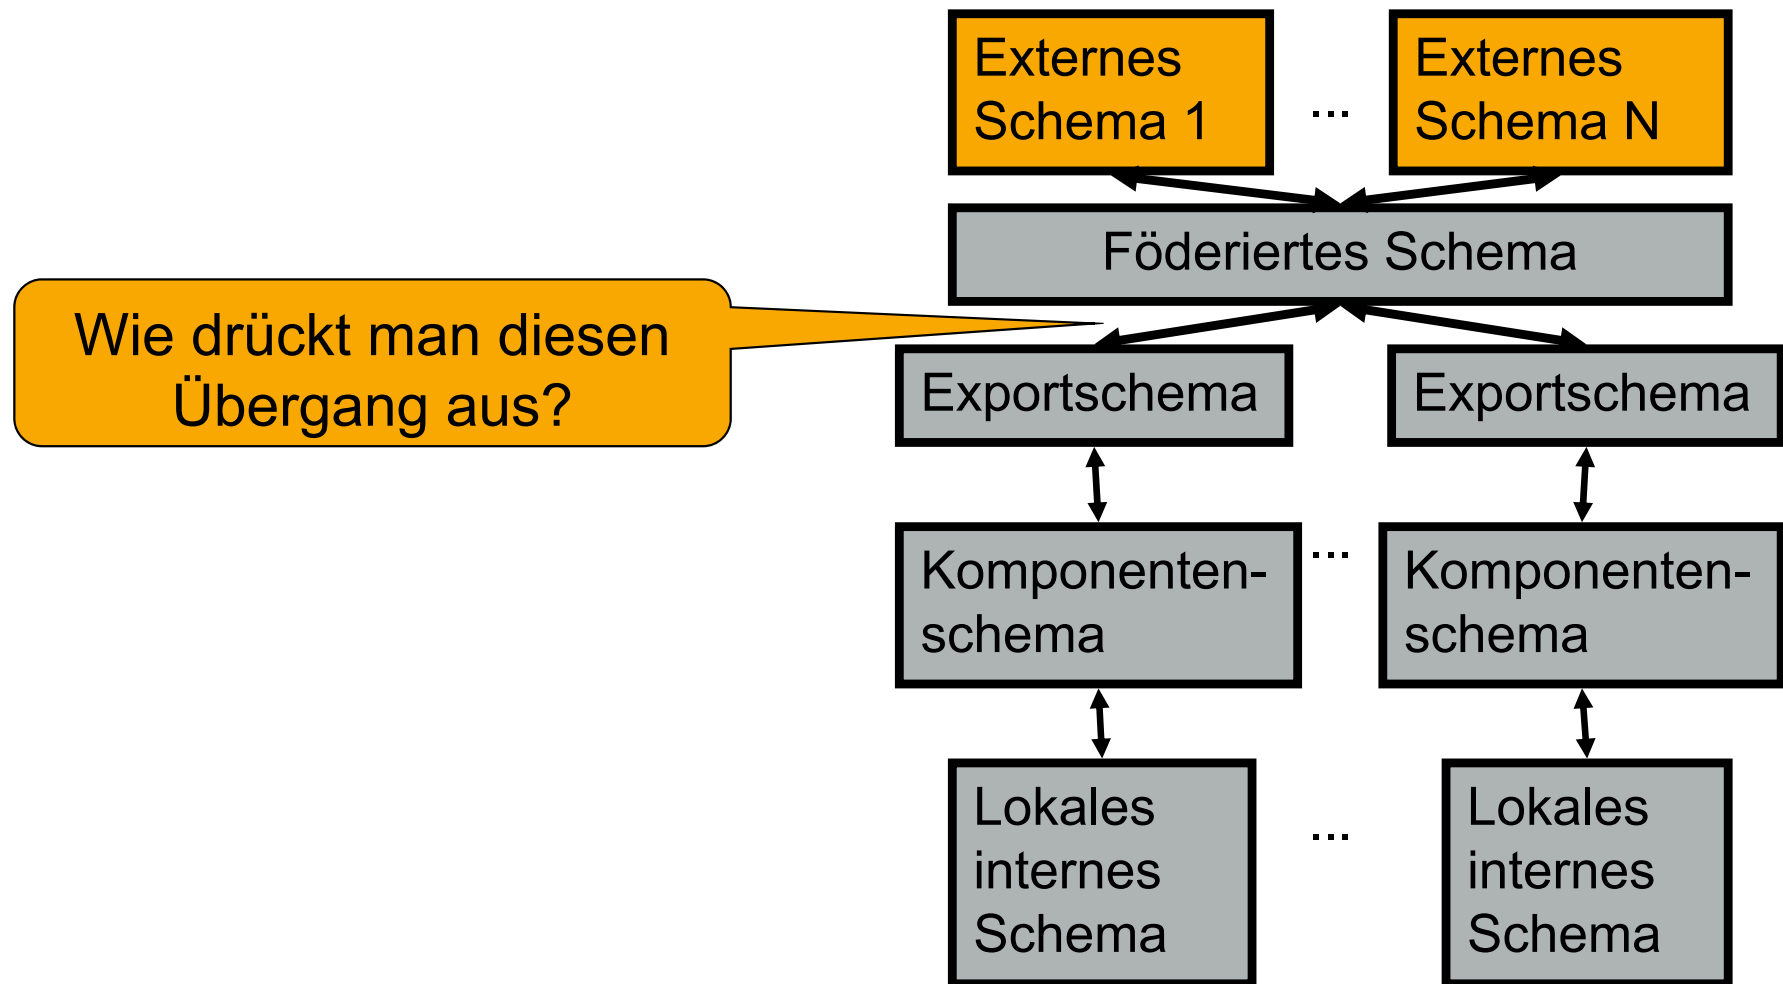 Externes
Schema 1
...
Externes
Schema N
Föderiertes Schema
Wie drückt man diesen
Übergang aus?
Exportschema
Exportschema
Komponenten-
schema
...
Komponenten-
schema
Lokales
internes
Schema
...
Lokales
internes
Schema